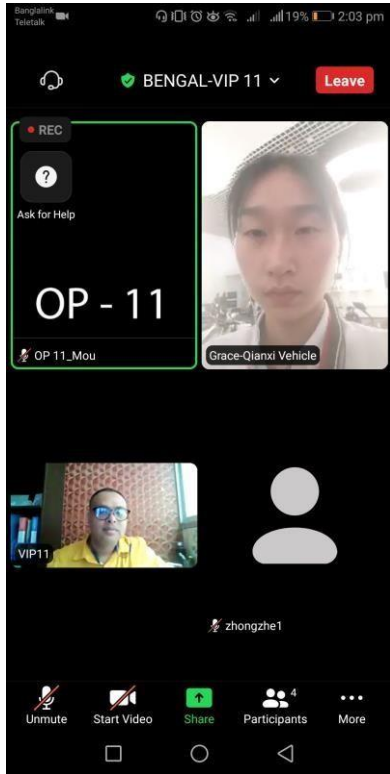 Banglalink
Teletalk
19% 2:03 pm
BENGAL-VIP 11
Leave
REC
?
Ask for Help
OP - 11
OP 11_Mou
Grace-Qianxi Vehicle
VIP11
zhongzhe1
Unmute
Start Video
Share
Participants 4
More